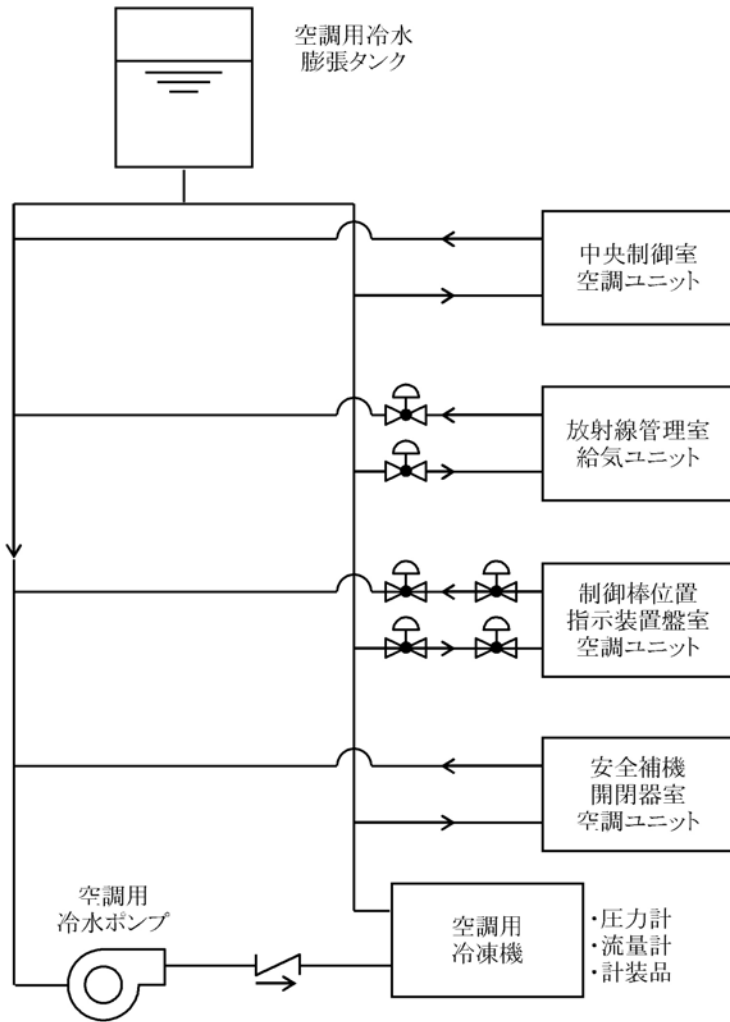 空調用冷水
膨張タンク
中央制御室
空調ユニット
放射線管理室
給気ユニット
制御棒位置
指示装置盤室
空調ユニット
安全補機
開閉器室
空調ユニット
空調用
冷水ポンプ
空調用
冷凍機
・圧力計
・流量計
・計装品